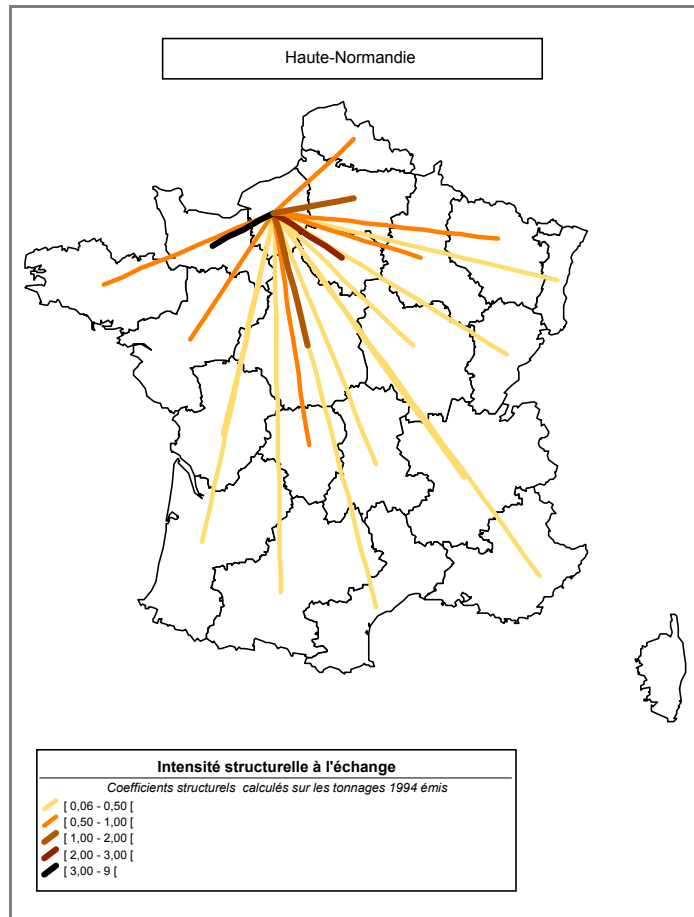 Haute-Normandie
Intensité structurelle à l'échange
Coefficients structurels calculés sur les tonnages 1994 émis
[ 0,06 - 0,50 [
[ 0,50 - 1,00 [
[ 1,00 - 2,00 [
[ 2,00 - 3,00 [
[ 3,00 - 9 [